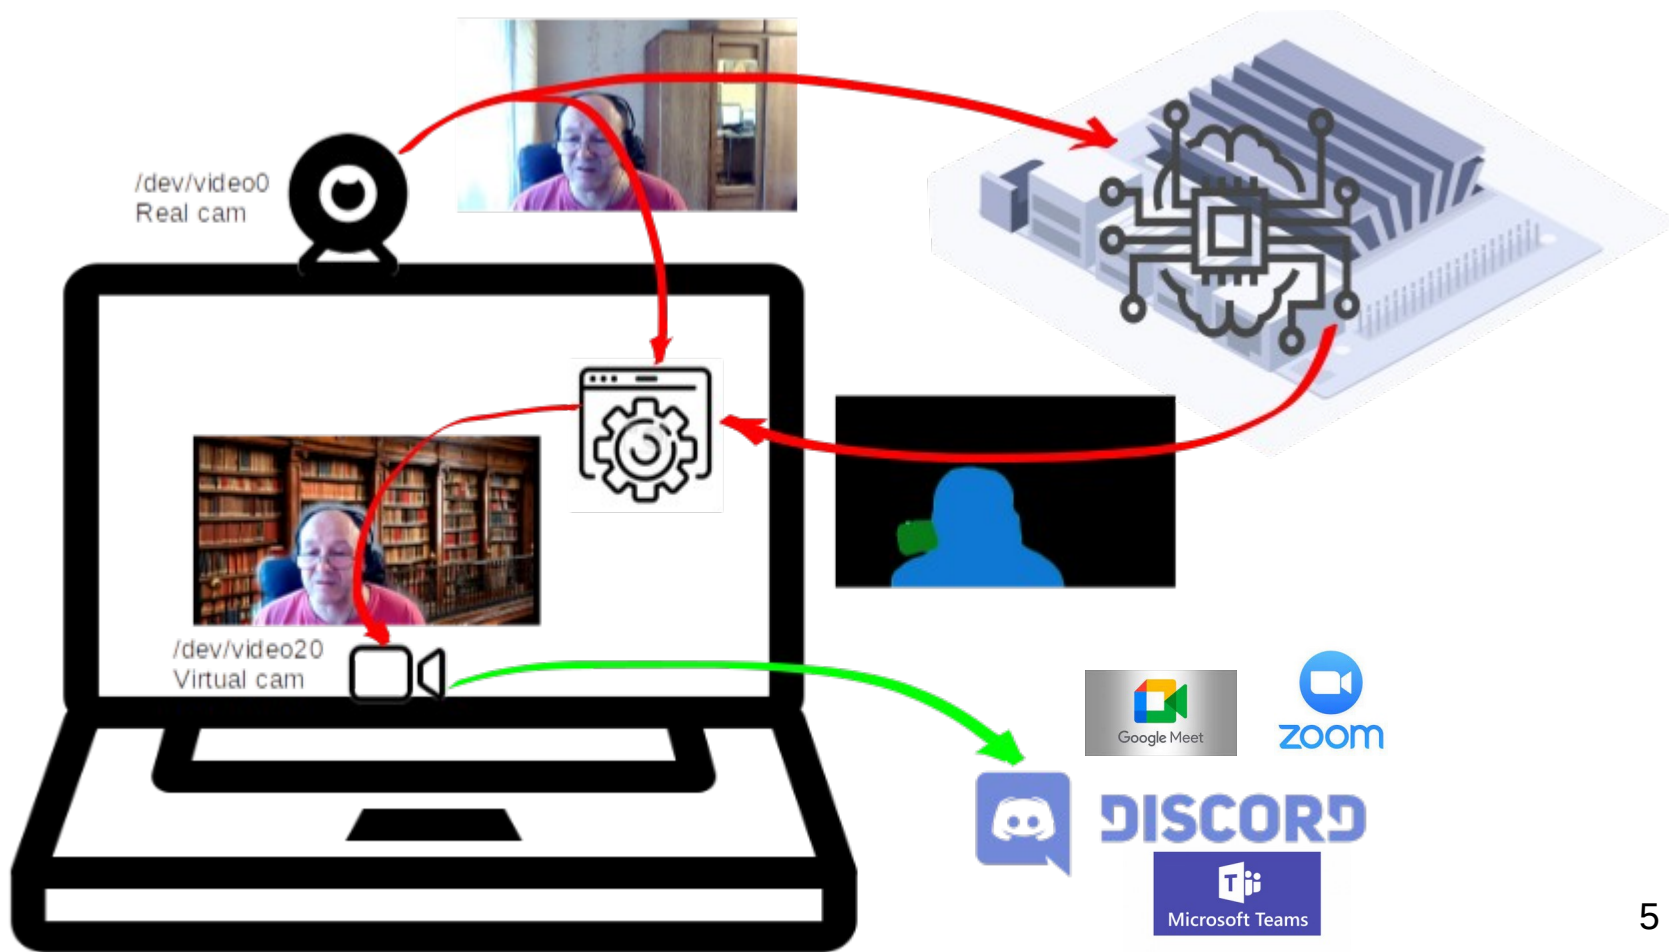 /dev/video0
Real cam
/dev/video20
Virtual cam
Google Meet
zoom
DISCORD
T
Microsoft Teams
5